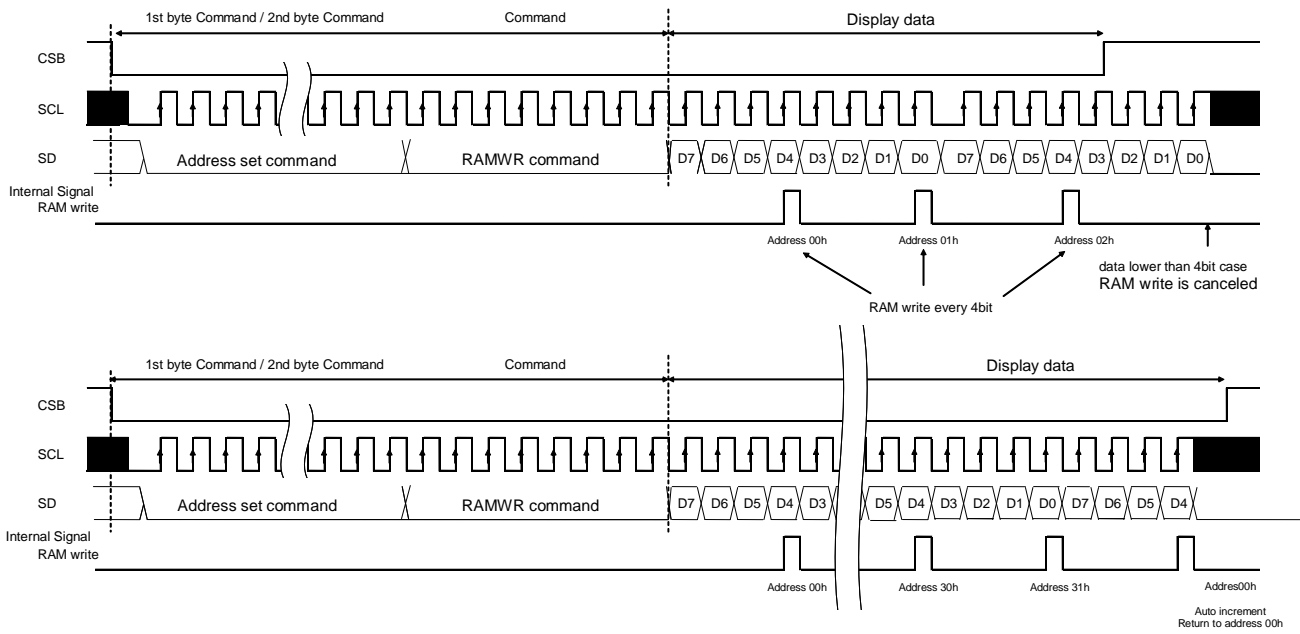 1st byte Command / 2nd byte Command Command Display data
CSB
SCL
SD Address set command RAMWR command D7 D6 D5 D4 D3 D2 D1 D0 D7 D6 D5 D4 D3 D2 D1 D0
Internal Signal
RAM write
Address 00h Address 01h Address 02h
data lower than 4bit case
RAM write is canceled
RAM write every 4bit
1st byte Command / 2nd byte Command Command Display data
CSB
SCL
SD Address set command RAMWR command D7 D6 D5 D4 D3 D5 D4 D3 D2 D1 D0 D7 D6 D5 D4
Internal Signal
RAM write
Address 00h Address 30h Address 31h Addres00h
Auto increment
Return to address 00h